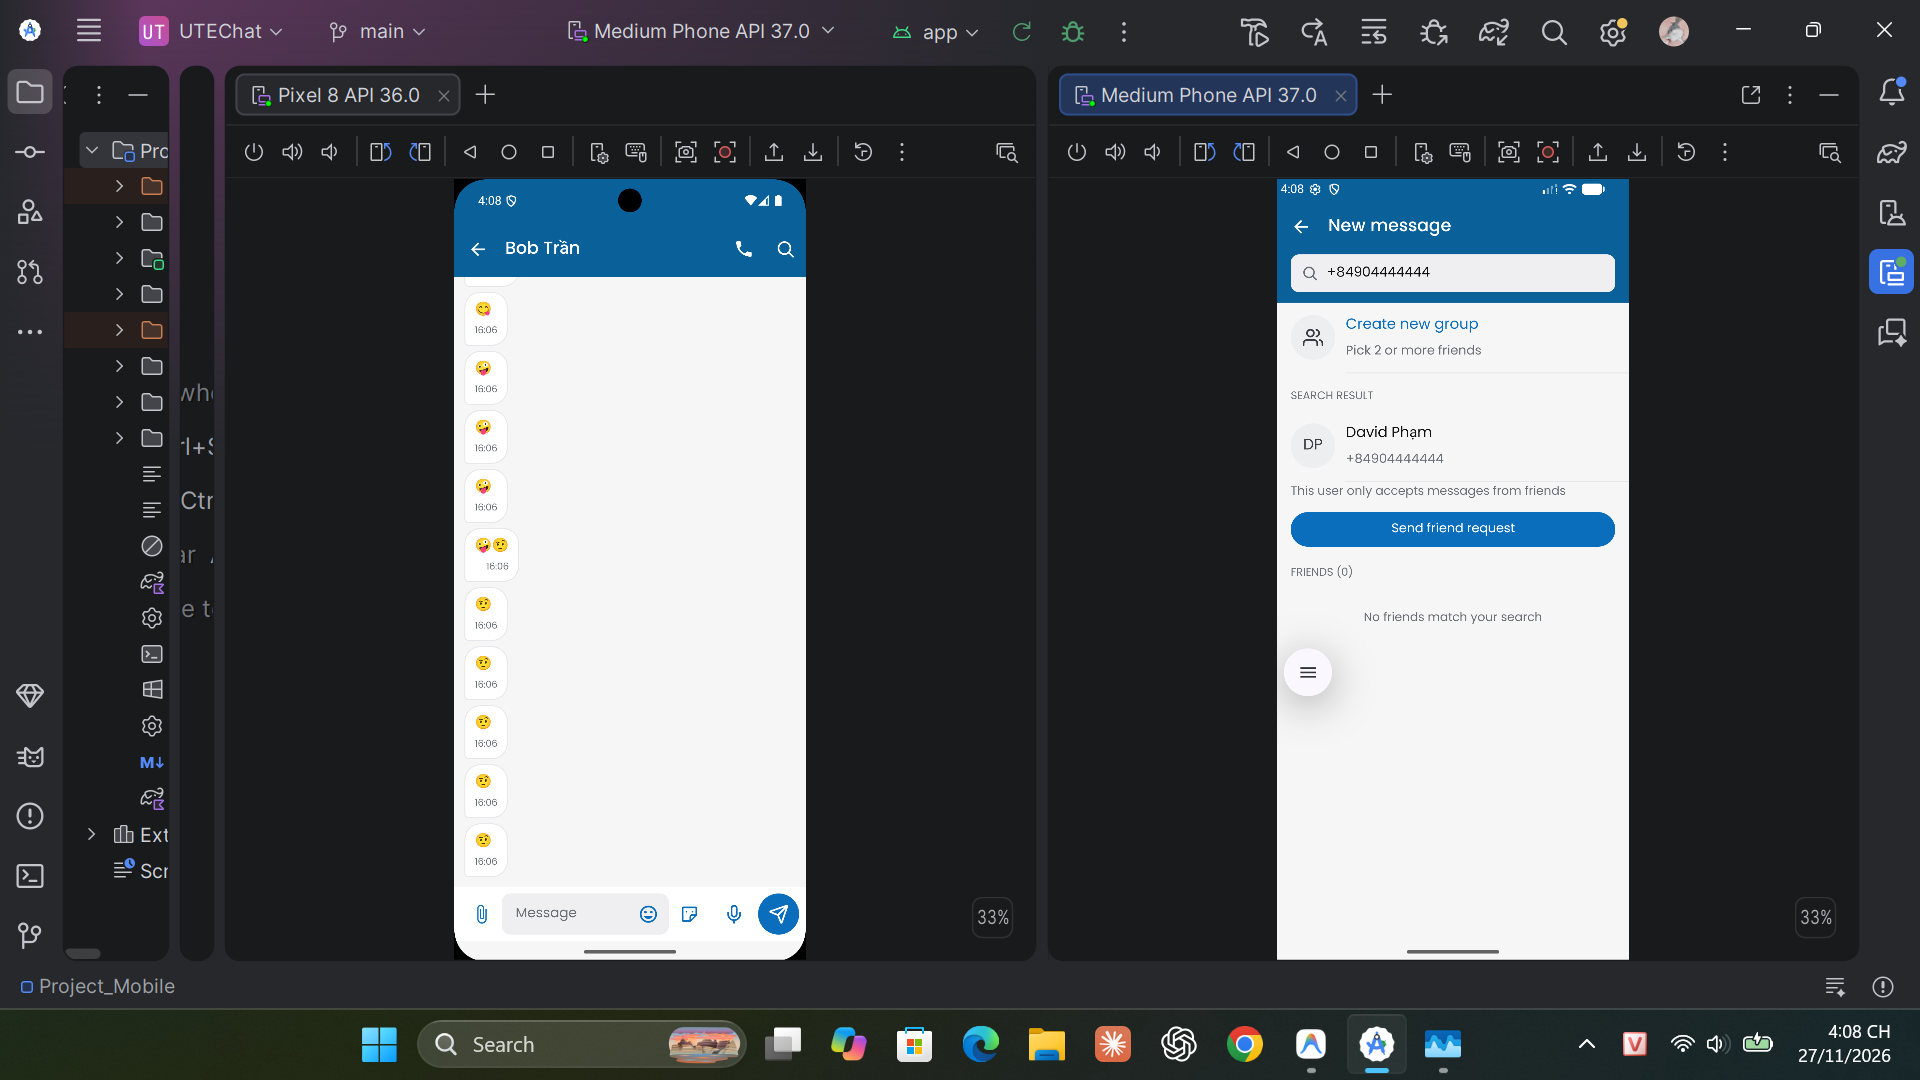 UT UTEChat main Medium Phone API 37.0 app
Pixel 8 API 36.0
Medium Phone API 37.0
Pro
Ext
Scr
M↓
4:08
Bob Trần
16:06
16:06
16:06
16:06
16:06
16:06
16:06
16:06
16:06
16:06
Message
33%
4:08
New message
+84904444444
Create new group
Pick 2 or more friends
SEARCH RESULT
DP
David Phạm
+84904444444
This user only accepts messages from friends
Send friend request
FRIENDS (0)
No friends match your search
33%
Project_Mobile
Search
V
4:08 CH
27/11/2026